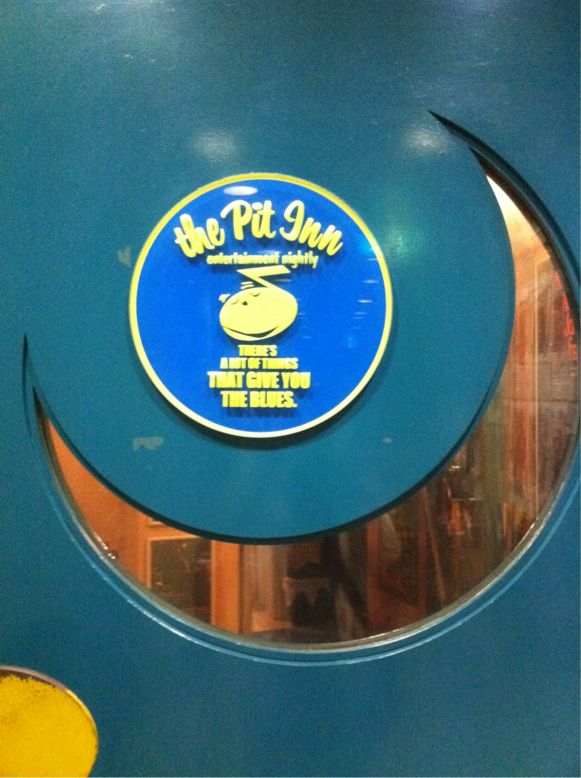 the Pit Inn
entertainment nightly
THERE'S
A LOT OF THINGS
THAT GIVE YOU
THE BLUES.